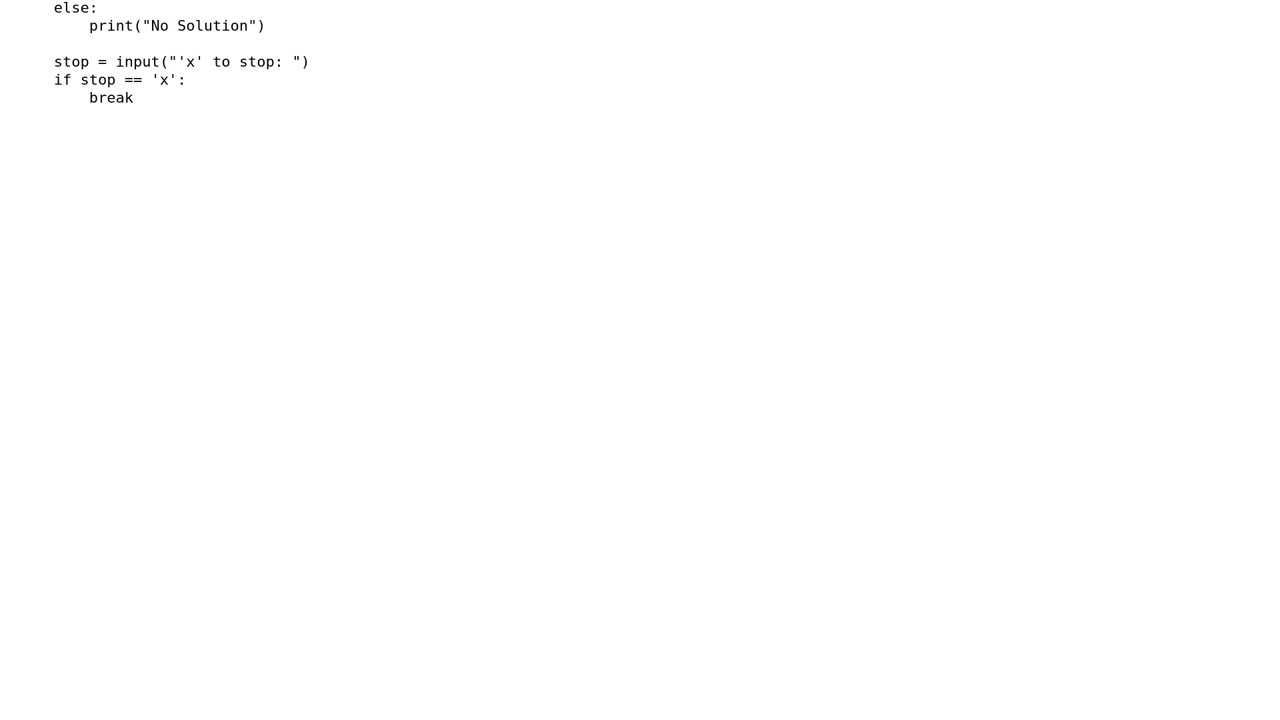 else:
    print("No Solution")

stop = input("'x' to stop: ")
if stop == 'x':
    break